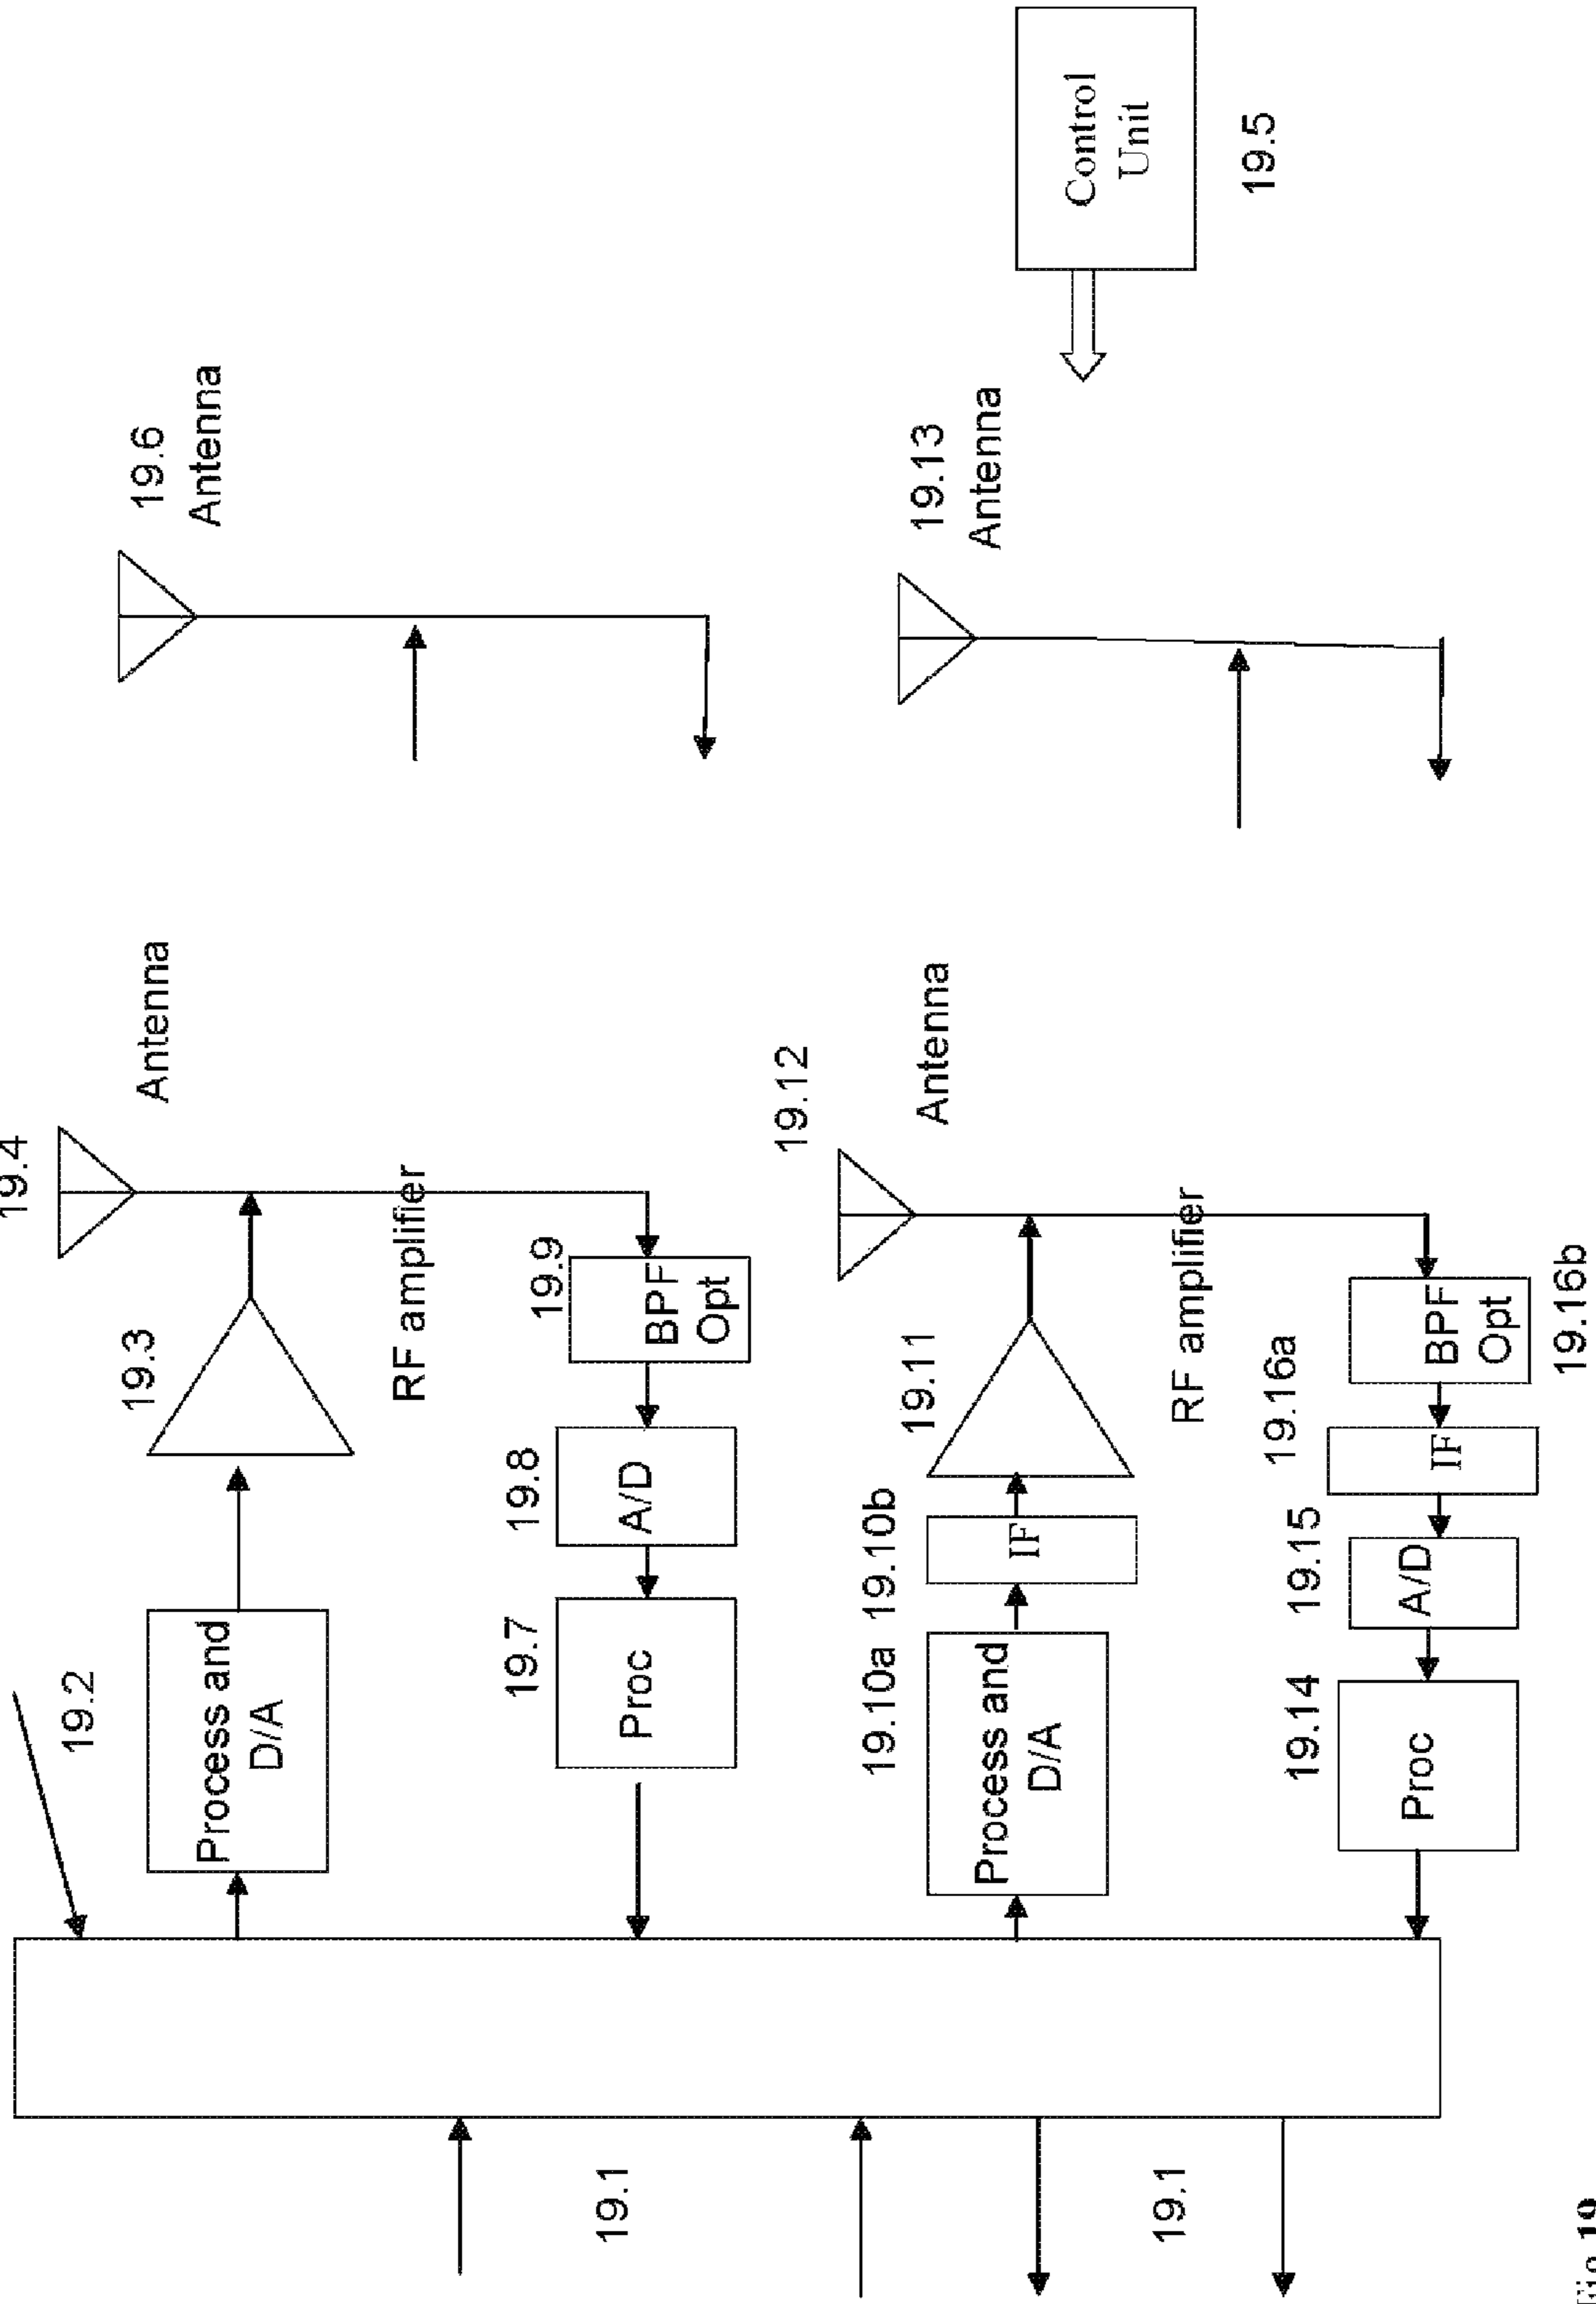 19.4
19.2
Process and
D/A
19.3
Antenna
RF amplifier
19.6
Antenna
19.7
Proc
19.8
A/D
19.9
BPF
Opt
19.1
19.10a
Process and
D/A
19.10b
IF
19.11
RF amplifier
19.12
Antenna
19.13
Antenna
Control
Unit
19.5
19.1
19.14
Proc
19.15
A/D
19.16a
IF
BPF
Opt
19.16b
Fig 19